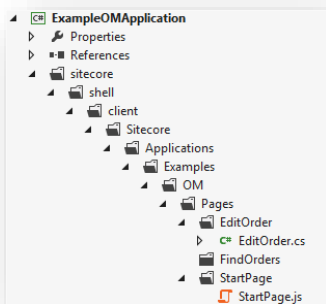 C# ExampleOMApplication
Properties
References
sitecore
shell
client
Sitecore
Applications
Examples
OM
Pages
EditOrder
C# EditOrder.cs
FindOrders
StartPage
StartPage.js